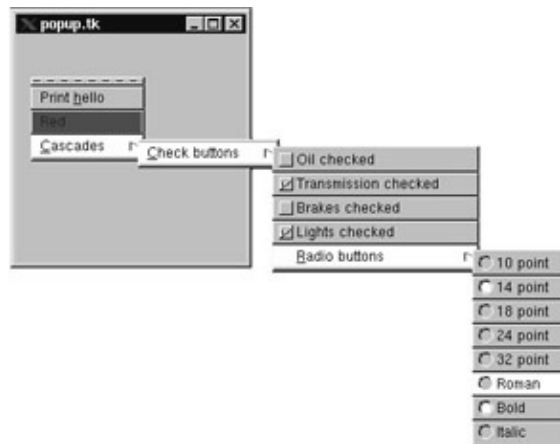 popup.tk
Print hello
Red
Cascades
Check buttons
Oil checked
Transmission checked
Brakes checked
Lights checked
Radio buttons
10 point
14 point
18 point
24 point
32 point
Roman
Bold
Italic